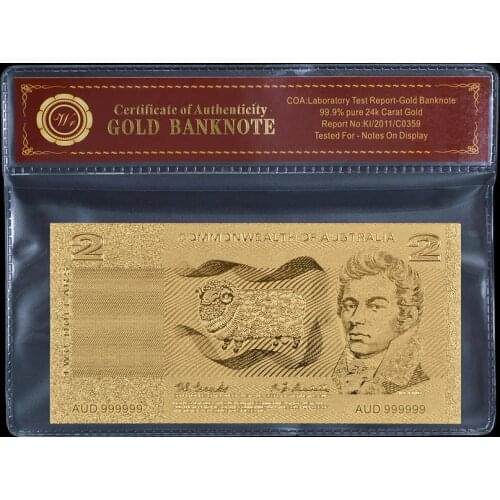 We
Certificate of Authenticity
GOLD BANKNOTE
COA:Laboratory Test Report-Gold Banknote
99.9% pure 24k Carat Gold
Report No:KI/2011/C0359
Tested For - Notes On Display
2 COMMONWEALTH OF AUSTRALIA 2
AUD 999999
AUD 999999